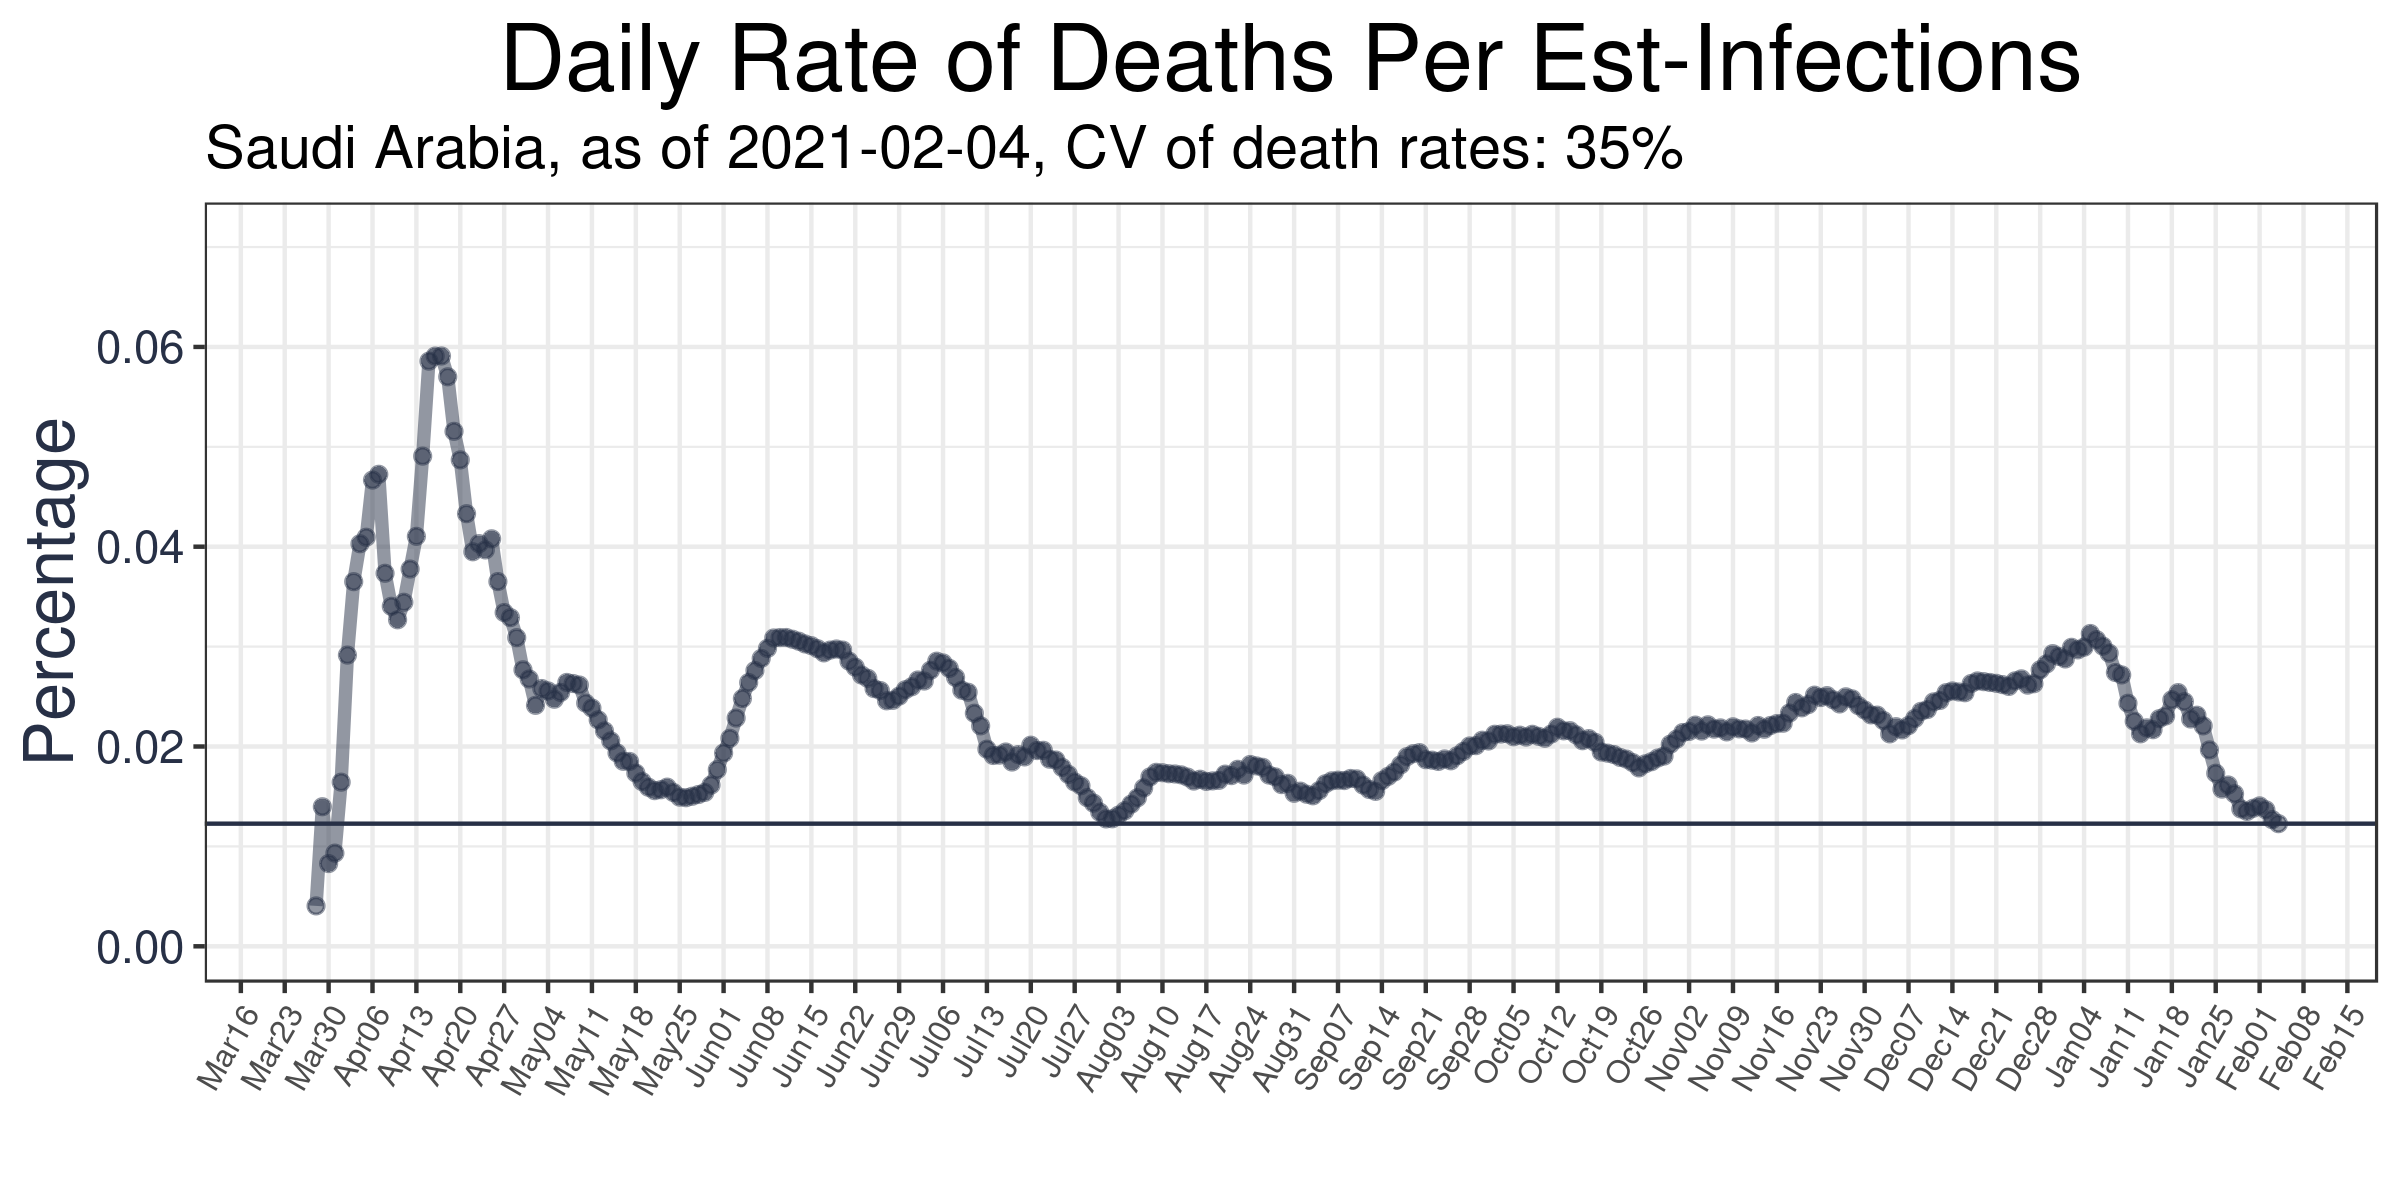 Daily Rate of Deaths Per Est-Infections
Saudi Arabia, as of 2021-02-04, CV of death rates: 35%
Percentage
0.06
0.04
0.02
0.00
Mar16
Mar23
Mar30
Apr06
Apr13
Apr20
Apr27
May04
May11
May18
May25
Jun01
Jun08
Jun15
Jun22
Jun29
Jul06
Jul13
Jul20
Jul27
Aug03
Aug10
Aug17
Aug24
Aug31
Sep07
Sep14
Sep21
Sep28
Oct05
Oct12
Oct19
Oct26
Nov02
Nov09
Nov16
Nov23
Nov30
Dec07
Dec14
Dec21
Dec28
Jan04
Jan11
Jan18
Jan25
Feb01
Feb08
Feb15